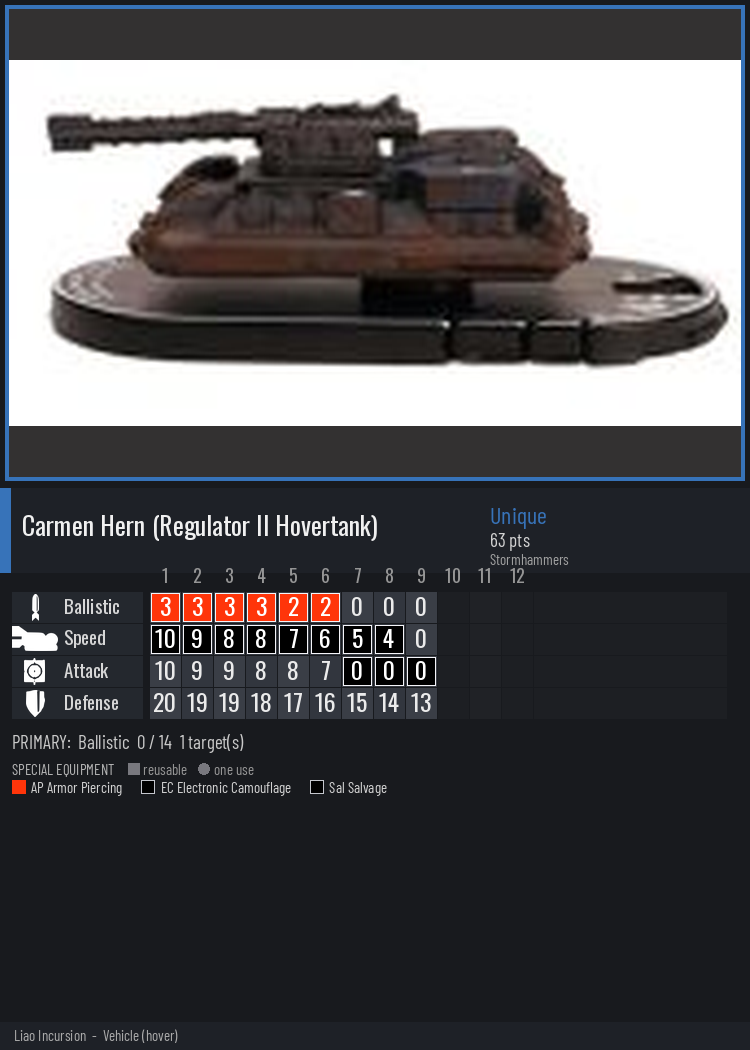 Carmen Hern (Regulator II Hovertank)
Unique
63 pts
Stormhammers
1 2 3 4 5 6 7 8 9 10 11 12
Ballistic 3 3 3 3 2 2 0 0 0
Speed 10 9 8 8 7 6 5 4 0
Attack 10 9 9 8 8 7 0 0 0
Defense 20 19 19 18 17 16 15 14 13
PRIMARY: Ballistic 0 / 14 1 target(s)
SPECIAL EQUIPMENT reusable one use
AP Armor Piercing EC Electronic Camouflage Sal Salvage
Liao Incursion - Vehicle (hover)